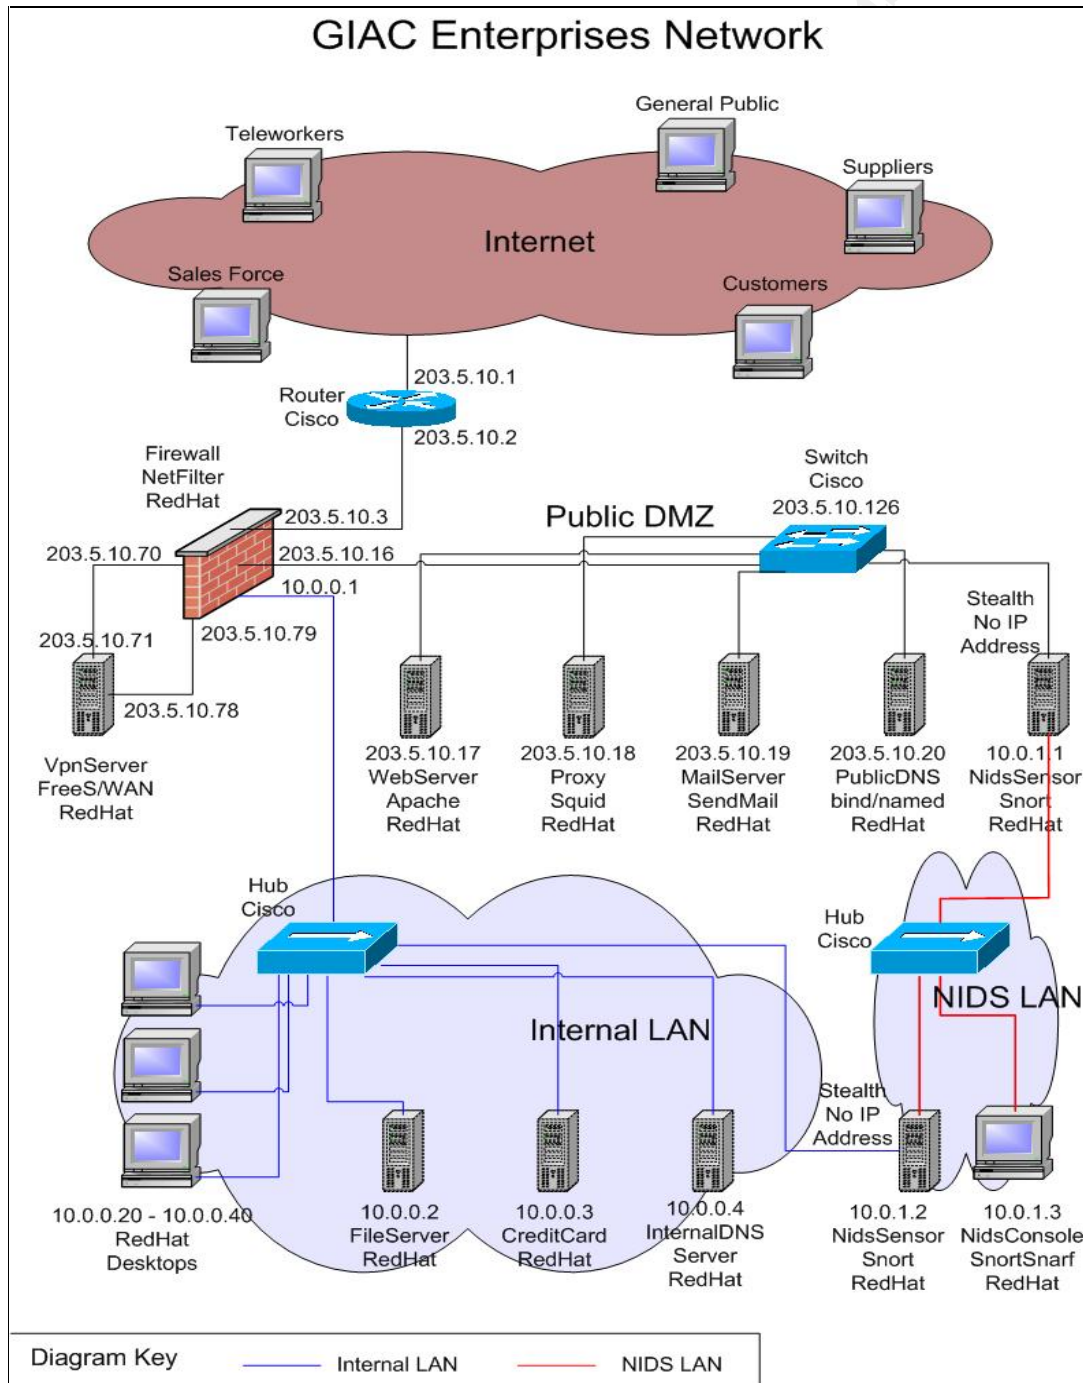 GIAC Enterprises Network
General Public
Teleworkers
Suppliers
Internet
Sales Force
Customers
203.5.10.1
Router
Cisco
203.5.10.2
Firewall
NetFilter
RedHat
Switch
Cisco
203.5.10.126
203.5.10.3
Public DMZ
203.5.10.70
203.5.10.16
10.0.0.1
Stealth
No IP
Address
203.5.10.79
203.5.10.71
203.5.10.78
VpnServer
FreeS/WAN
RedHat
203.5.10.17
WebServer
Apache
RedHat
203.5.10.18
Proxy
Squid
RedHat
203.5.10.19
MailServer
SendMail
RedHat
203.5.10.20
PublicDNS
bind/named
RedHat
10.0.1.1
NidsSensor
Snort
RedHat
Hub
Cisco
Hub
Cisco
NIDS LAN
Internal LAN
Stealth
No IP
Address
10.0.0.20 - 10.0.0.40
RedHat
Desktops
10.0.0.2
FileServer
RedHat
10.0.0.3
CreditCard
RedHat
10.0.0.4
InternalDNS
Server
RedHat
10.0.1.2
NidsSensor
Snort
RedHat
10.0.1.3
NidsConsole
SnortSnarf
RedHat
Diagram Key
Internal LAN
NIDS LAN